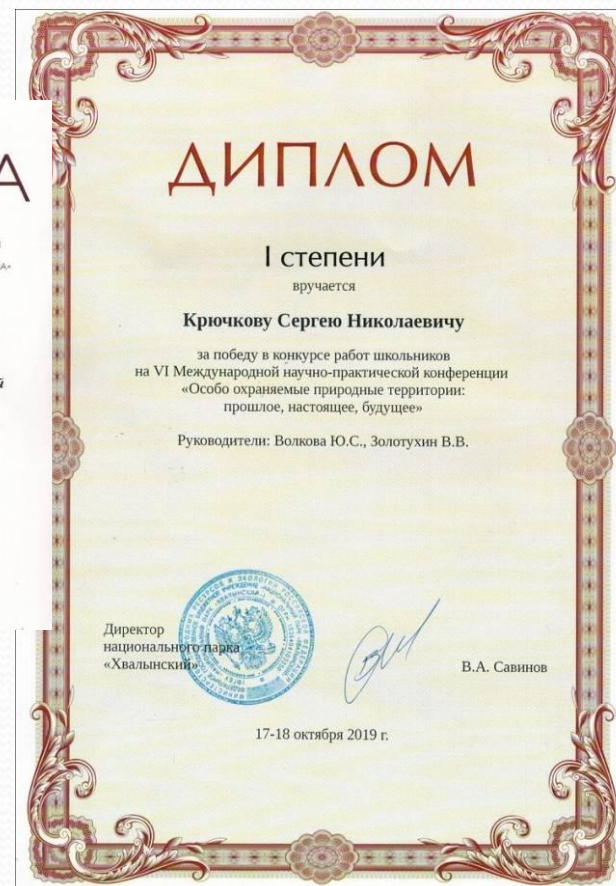 ДИПЛОМ
I степени
вручается
Крючкову Сергею Николаевичу
за победу в конкурсе работ школьников
на VI Международной научно-практической конференции
«Особо охраняемые природные территории:
прошлое, настоящее, будущее»
Руководители: Волкова Ю.С., Золотухин В.В.
Директор
национального парка
«Хвалынский»
В.А. Савинов
17-18 октября 2019 г.